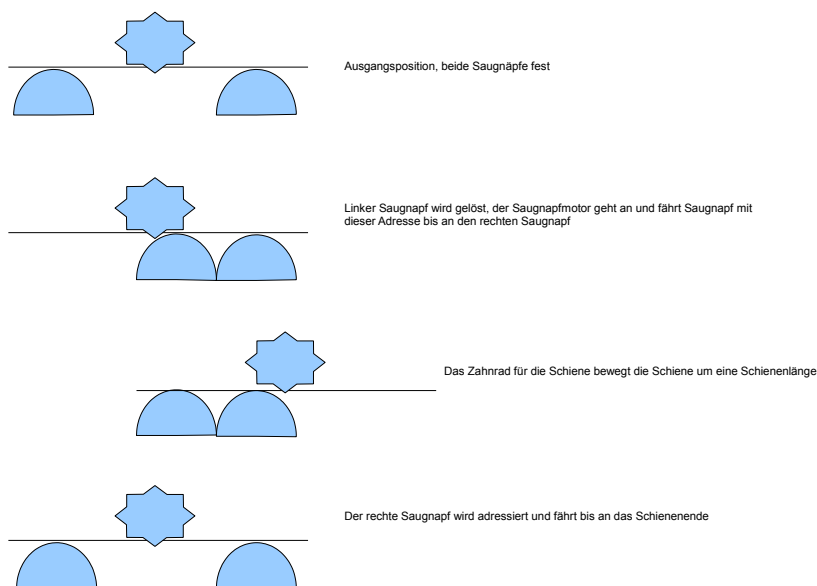 Ausgangsposition, beide Saugnäpfe fest
Linker Saugnapf wird gelöst, der Saugnapfmotor geht an und fährt Saugnapf mit
dieser Adresse bis an den rechten Saugnapf
Das Zahnrad für die Schiene bewegt die Schiene um eine Schienenlänge
Der rechte Saugnapf wird adressiert und fährt bis an das Schienenende